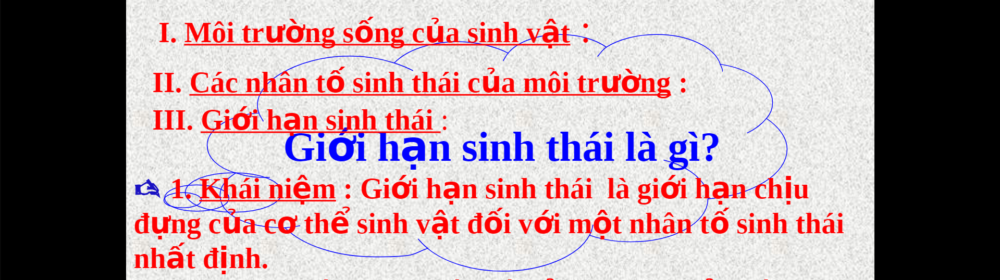 I. Môi trường sống của sinh vật :
II. Các nhân tố sinh thái của môi trường :
III. Giới hạn sinh thái :
Giới hạn sinh thái là gì?
1. Khái niệm : Giới hạn sinh thái là giới hạn chịu
đựng của cơ thể sinh vật đối với một nhân tố sinh thái
nhất định.